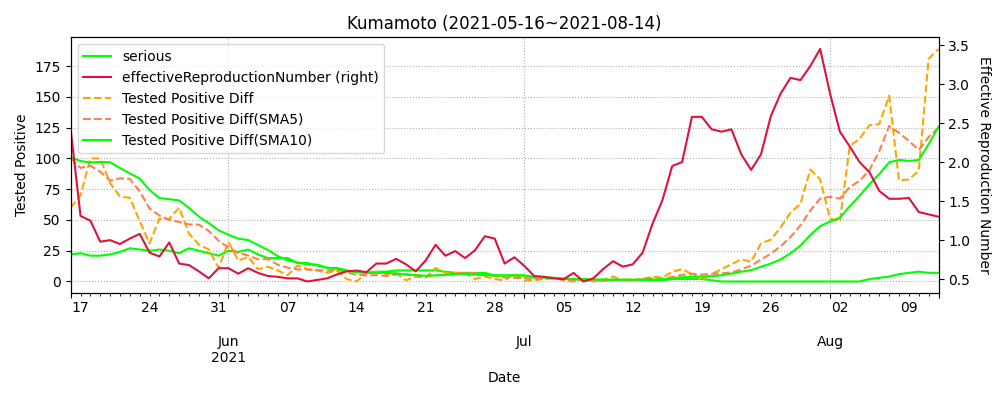 Kumamoto (2021-05-16~2021-08-14)
serious
effectiveReproductionNumber (right)
Tested Positive Diff
Tested Positive Diff(SMA5)
Tested Positive Diff(SMA10)
Tested Positive
175
150
125
100
75
50
25
0
3.5
3.0
2.5
2.0
1.5
1.0
0.5
Effective Reproduction Number
17 24 31 07 14 21 28 05 12 19 26 02 09
Jun Jul Aug
2021
Date